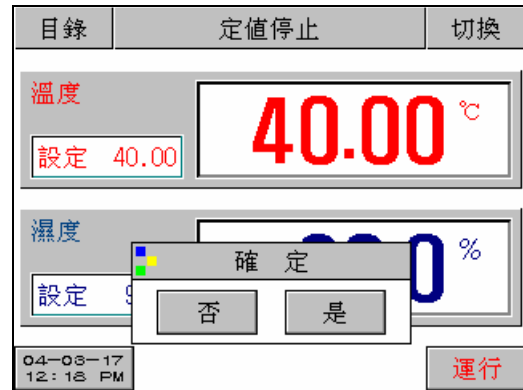 目錄 定值停止 切換
溫度
40.00 ℃
設定 40.00
濕度
%
確 定
設定
否 是
04-03-17
12:18 PM
運行